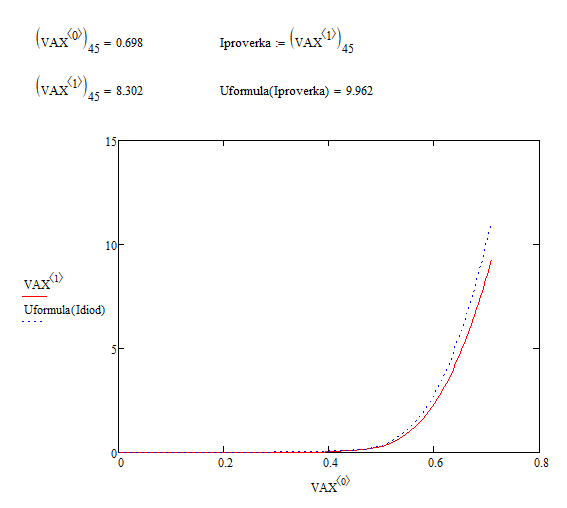 (VAX⟨0⟩)45 = 0.698 Iproverka := (VAX⟨1⟩)45
(VAX⟨1⟩)45 = 8.302 Uformula(Iproverka) = 9.962
15
10
VAX⟨1⟩
Uformula(Idiod)
5
0
0 0.2 0.4 0.6 0.8
VAX⟨0⟩